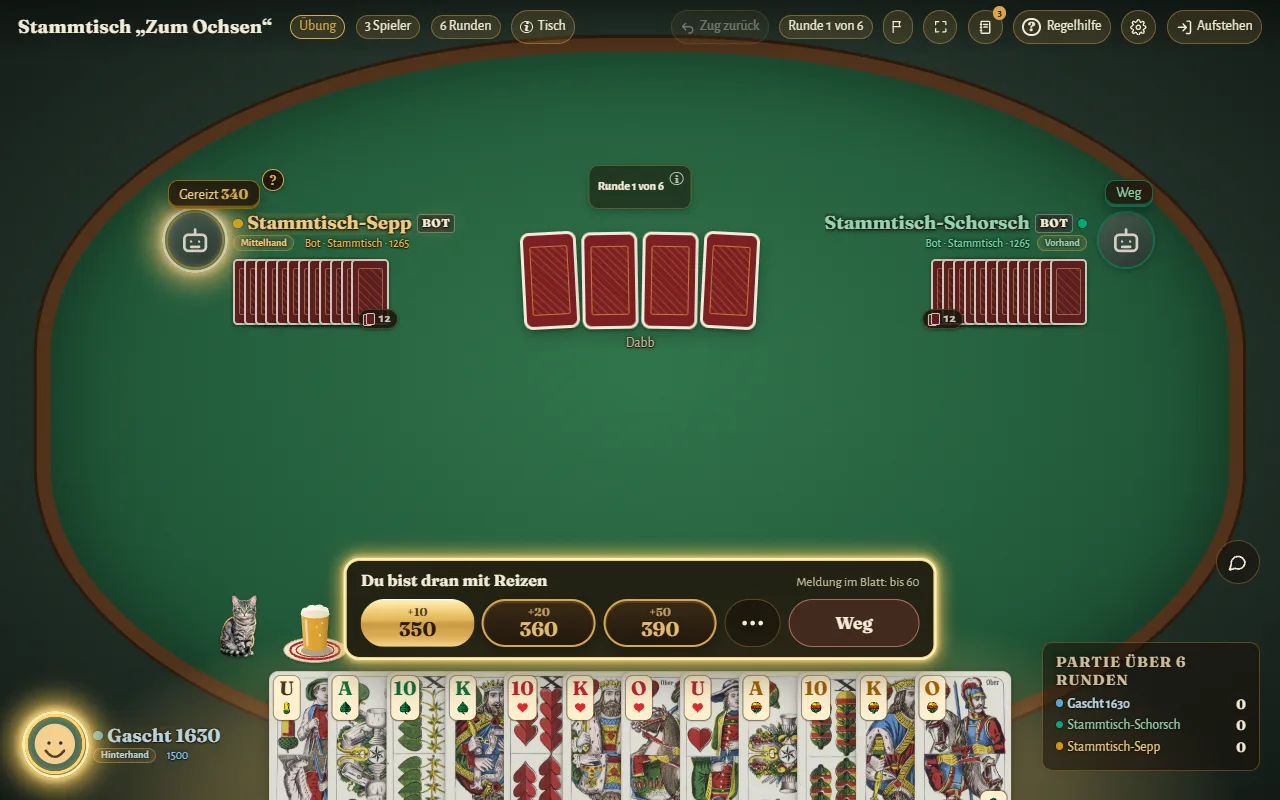 Stammtisch „Zum Ochsen“
Übung
3 Spieler
6 Runden
Tisch
Zug zurück
Runde 1 von 6
3
Regelhilfe
Aufstehen
Gereizt 340
?
Stammtisch-Sepp BOT
Mittelhand Bot · Stammtisch · 1265
12
Runde 1 von 6
Dabb
Weg
Stammtisch-Schorsch BOT
Bot · Stammtisch · 1265 Vorhand
12
Du bist dran mit Reizen
Meldung im Blatt: bis 60
+10
350
+20
360
+50
390
•••
Weg
U A 10 K 10 K O U A 10 K O
Ober
Ober
Gascht 1630
Hinterhand 1500
PARTIE ÜBER 6
RUNDEN
Gascht 1630 0
Stammtisch-Schorsch 0
Stammtisch-Sepp 0